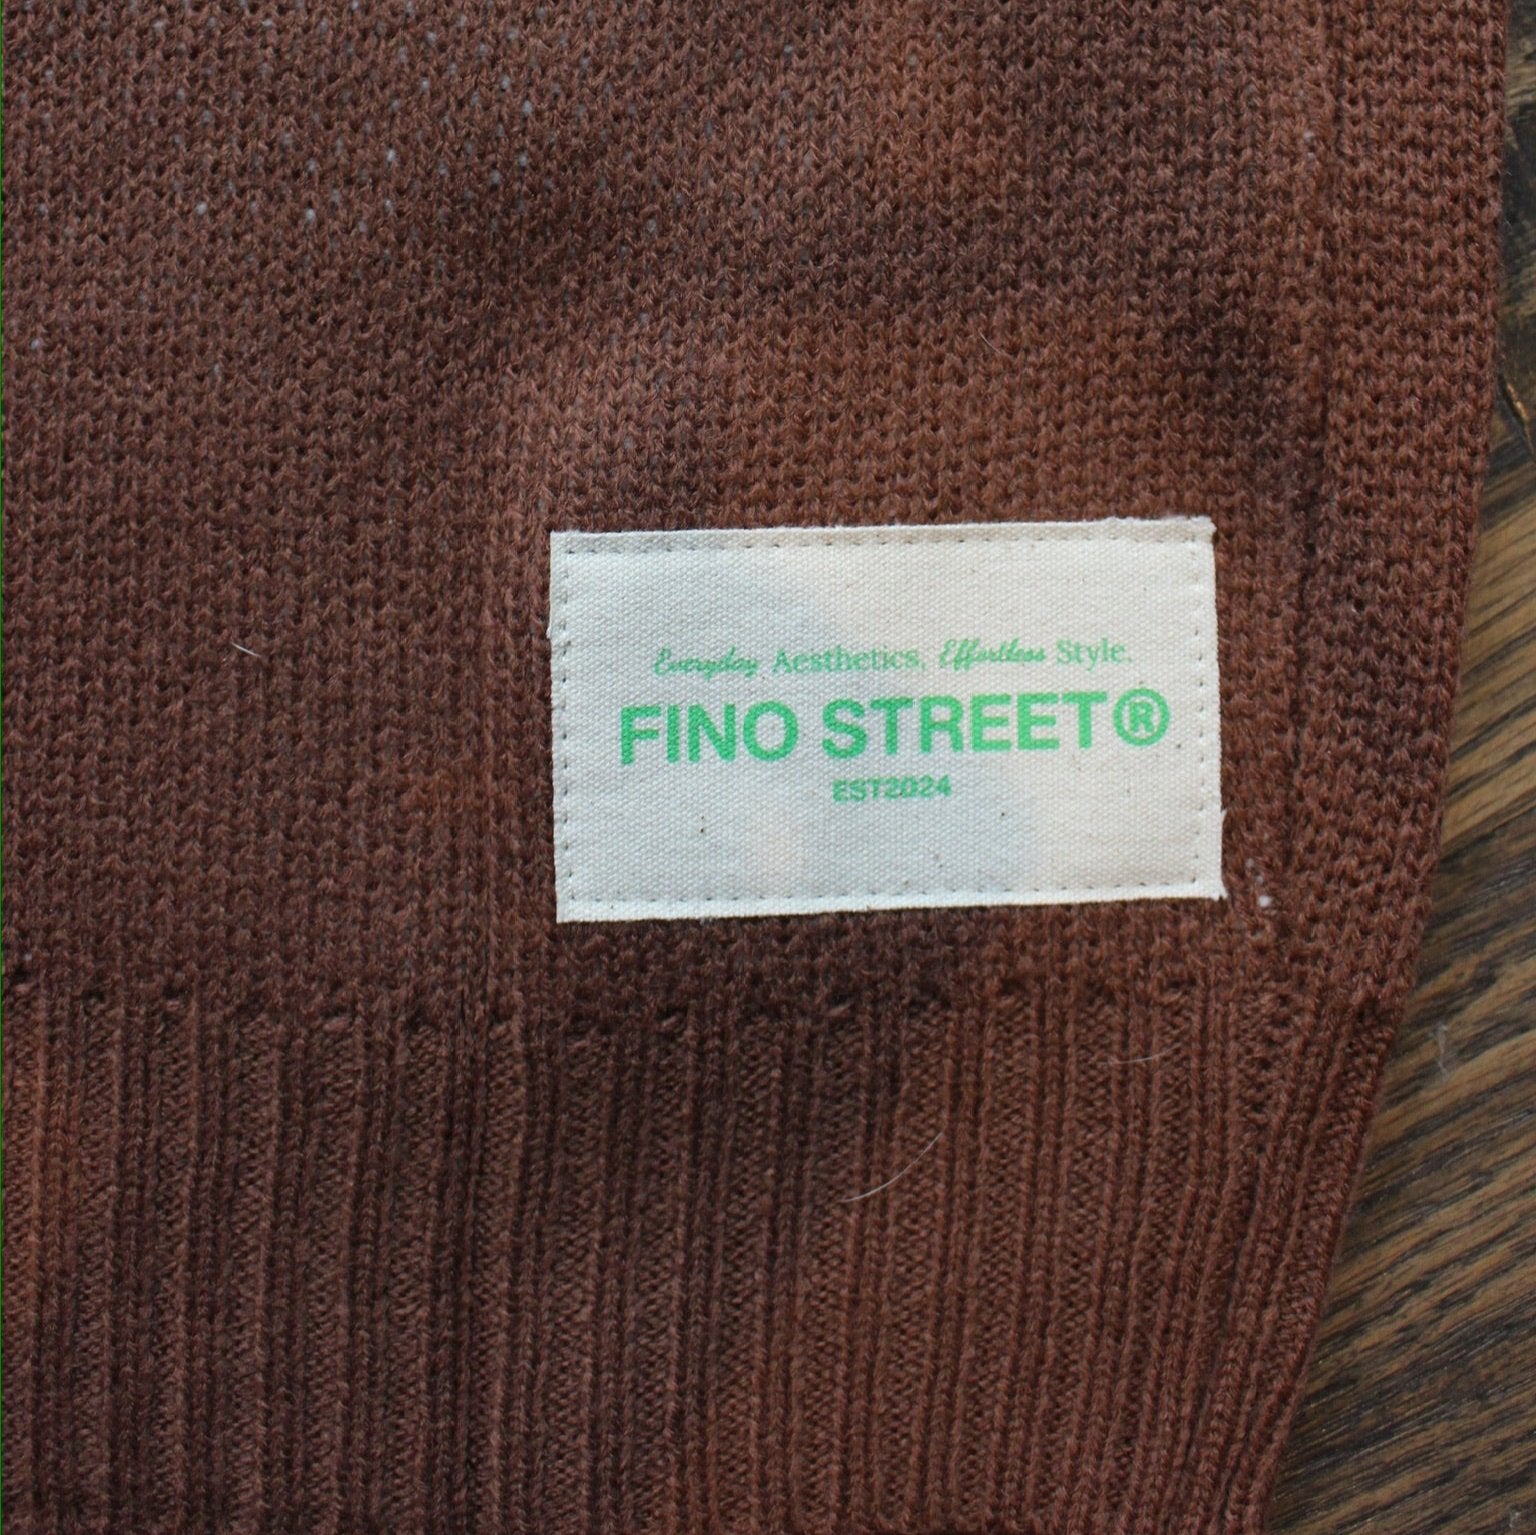 Everyday Aesthetics, Effortless Style.
FINO STREET®
EST2024